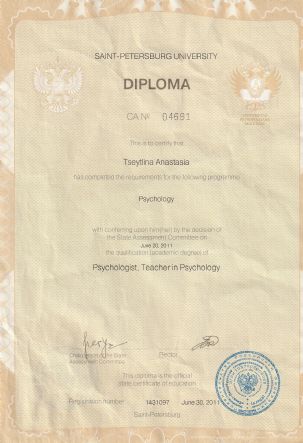 SAINT-PETERSBURG UNIVERSITY
DIPLOMA
CA № 04681
This is to certify that
Tseytlina Anastasia
has completed the requirements for the following programme
Psychology
with conferring upon him(her) by the decision of
the State Assessment Committee on
June 20, 2011
the qualification (academic degree) of
Psychologist, Teacher in Psychology
Chairperson of the State
Assessment Committee
Rector
This diploma is the official
state certificate of education
Registration number 1431097 June 30, 2011
Saint-Petersburg